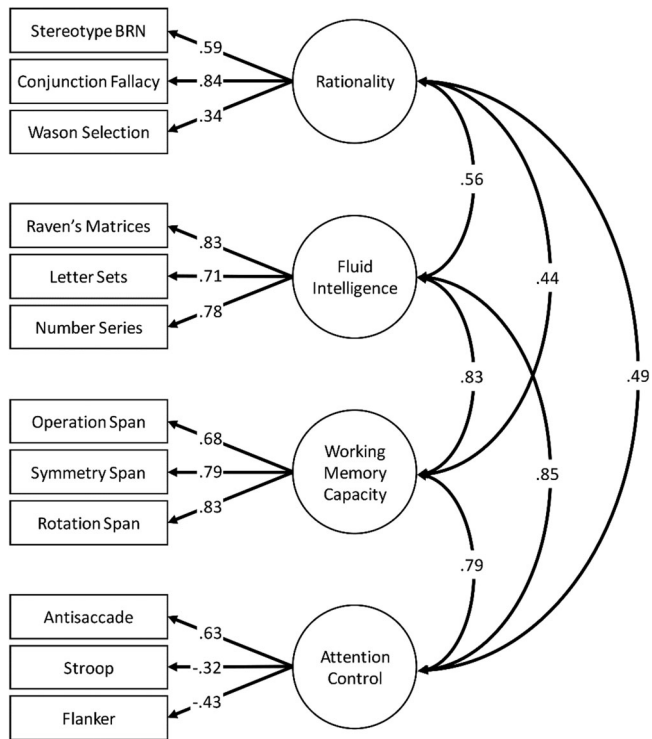 Stereotype BRN
.59
Conjunction Fallacy
.84
Rationality
Wason Selection
.34
.56
Raven's Matrices
.83
Fluid
Intelligence
Letter Sets
.71
.44
Number Series
.78
.83
.49
Operation Span
.68
Working
Memory
Capacity
Symmetry Span
.79
.85
Rotation Span
.83
.79
Antisaccade
.63
Attention
Control
Stroop
-.32
Flanker
-.43